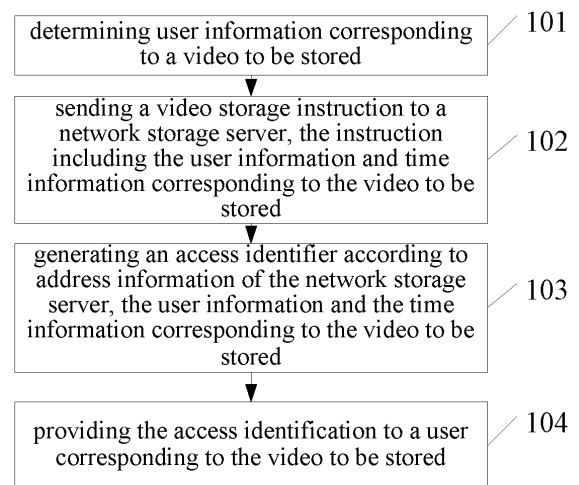 determining user information corresponding
to a video to be stored
101
sending a video storage instruction to a
network storage server, the instruction
including the user information and time
information corresponding to the video to be
stored
102
generating an access identifier according to
address information of the network storage
server, the user information and the time
information corresponding to the video to be
stored
103
providing the access identification to a user
corresponding to the video to be stored
104